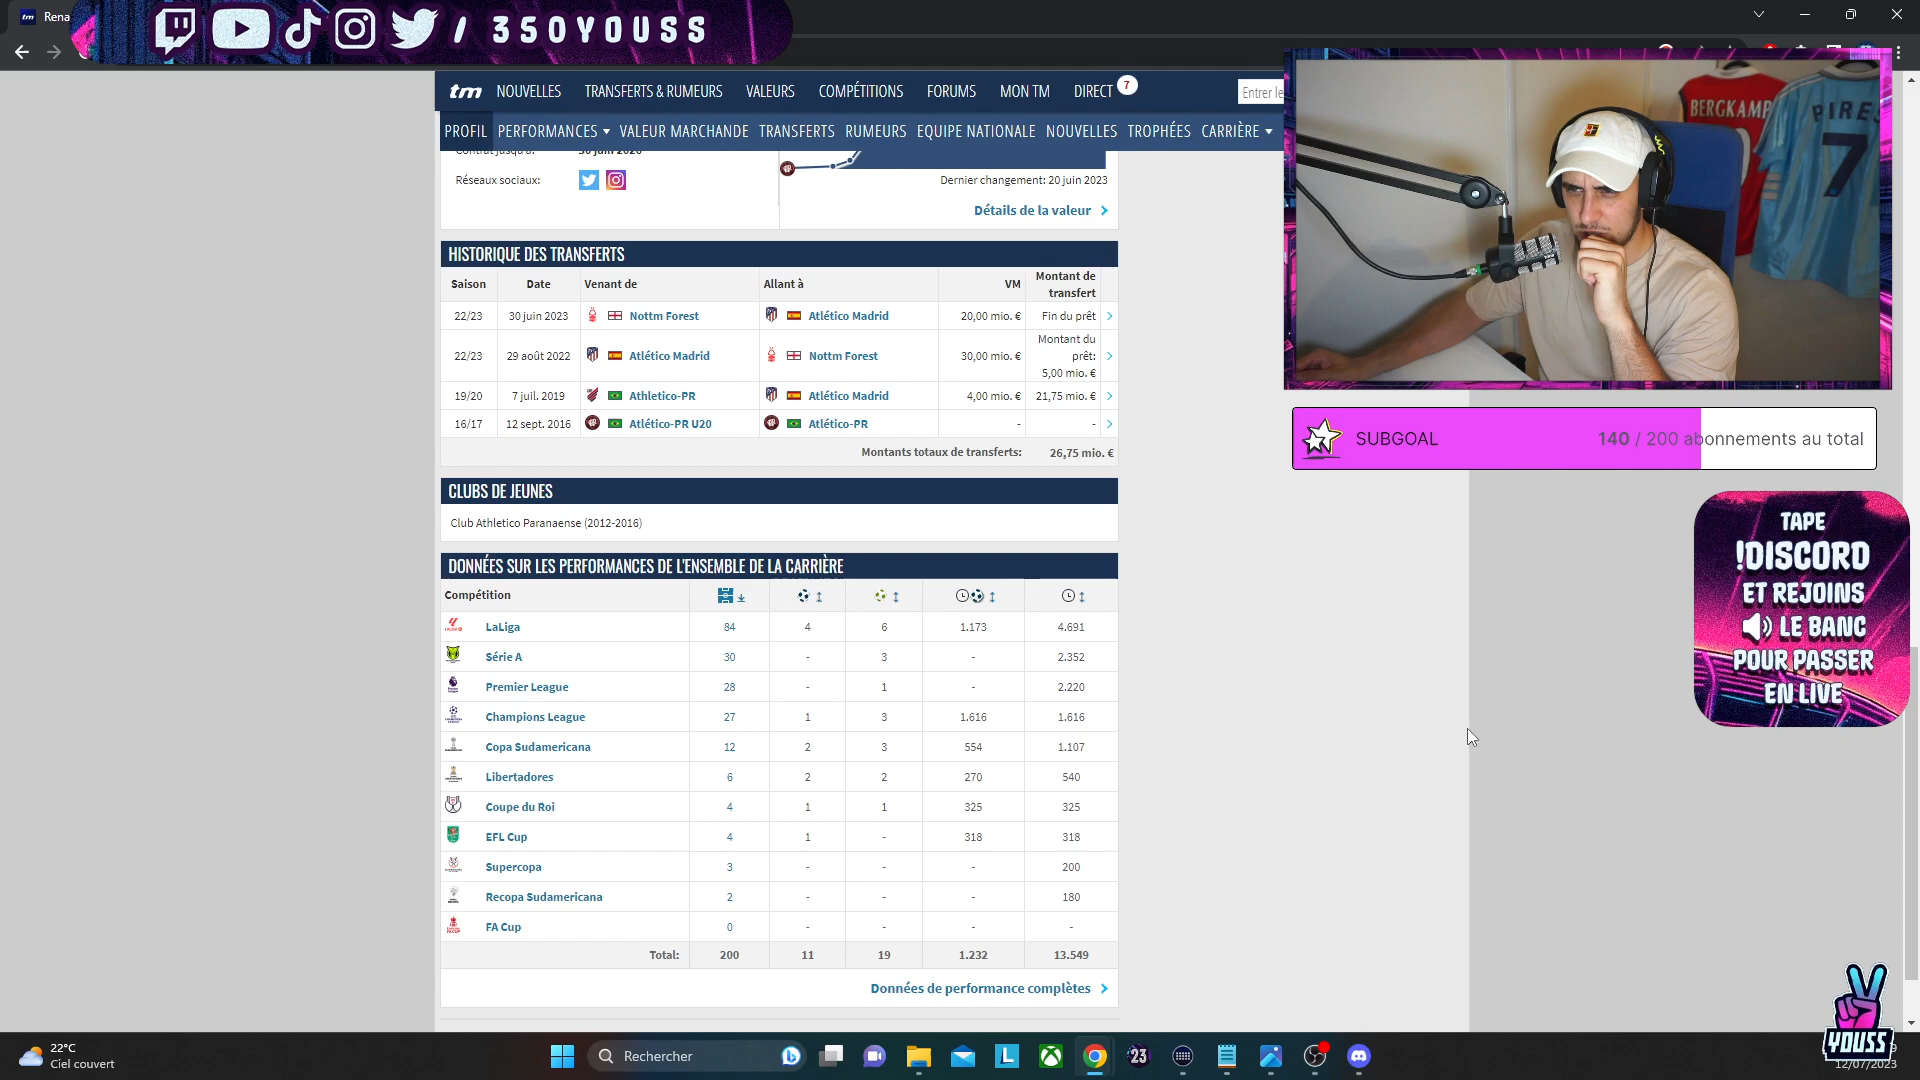 Rena
/ 350YOUSS
NOUVELLES TRANSFERTS & RUMEURS VALEURS COMPÉTITIONS FORUMS MON TM DIRECT 7
Entrer le
PROFIL PERFORMANCES VALEUR MARCHANDE TRANSFERTS RUMEURS EQUIPE NATIONALE NOUVELLES TROPHÉES CARRIÈRE
Contrat jusqu'à: 30 juin 2026
Réseaux sociaux:
Dernier changement: 20 juin 2023
Détails de la valeur
HISTORIQUE DES TRANSFERTS
Saison Date Venant de Allant à VM Montant de transfert
22/23 30 juin 2023 Nottm Forest Atlético Madrid 20,00 mio. € Fin du prêt
22/23 29 août 2022 Atlético Madrid Nottm Forest 30,00 mio. € Montant du prêt: 5,00 mio. €
19/20 7 juil. 2019 Athletico-PR Atlético Madrid 4,00 mio. € 21,75 mio. €
16/17 12 sept. 2016 Atlético-PR U20 Atlético-PR - -
Montants totaux de transferts: 26,75 mio. €
CLUBS DE JEUNES
Club Athletico Paranaense (2012-2016)
DONNÉES SUR LES PERFORMANCES DE L'ENSEMBLE DE LA CARRIÈRE
Compétition
LaLiga 84 4 6 1.173 4.691
Série A 30 - 3 - 2.352
Premier League 28 - 1 - 2.220
Champions League 27 1 3 1.616 1.616
Copa Sudamericana 12 2 3 554 1.107
Libertadores 6 2 2 270 540
Coupe du Roi 4 1 1 325 325
EFL Cup 4 1 - 318 318
Supercopa 3 - - - 200
Recopa Sudamericana 2 - - - 180
FA Cup 0 - - - -
Total: 200 11 19 1.232 13.549
Données de performance complètes
BERGKAMP
PIRES
7
SUBGOAL 140 / 200 abonnements au total
TAPE
!DISCORD
ET REJOINS
LE BANC
POUR PASSER
EN LIVE
YOUSS
22°C
Ciel couvert
Rechercher
23
12/07/2023